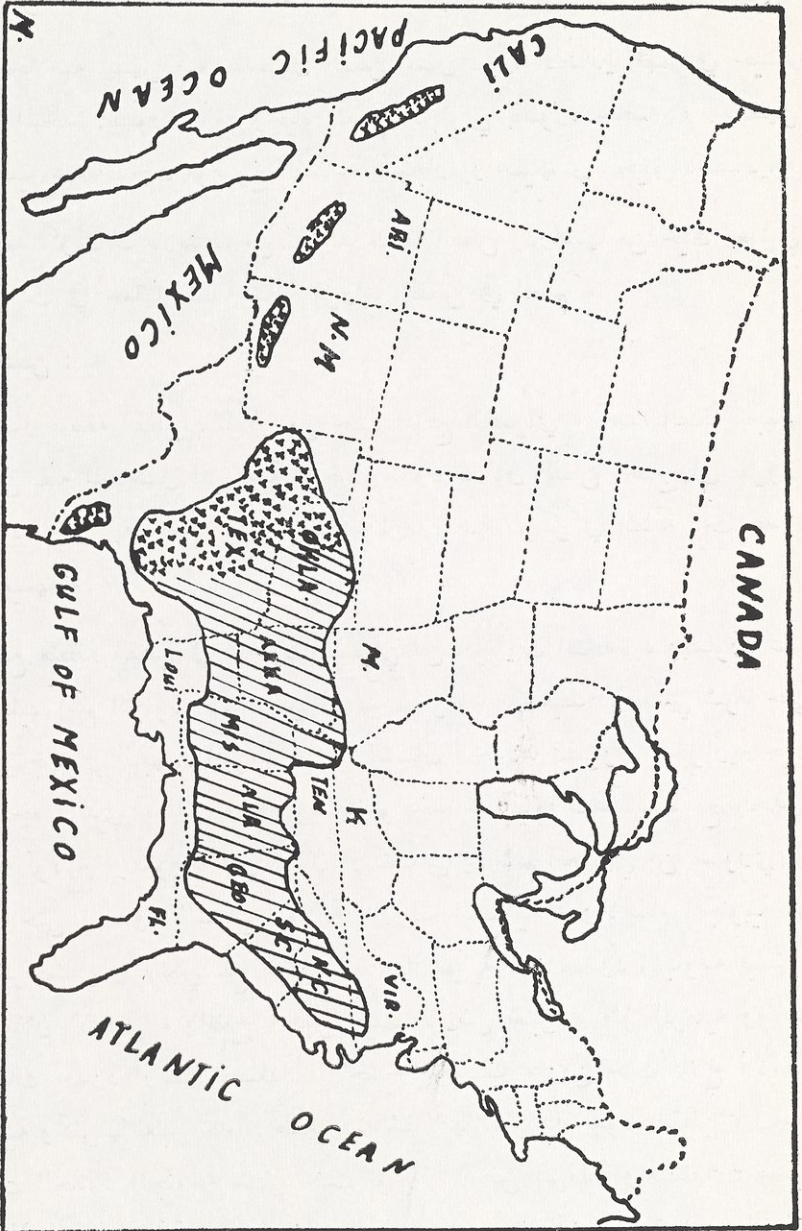 CANADA
PACIFIC OCEAN
CALI
ARI.
N.M
MEXICO
TEX
OKLA
ARKA
LOUI
M.
MIS
TEN
ALA
GEO.
S.C
N.C
VIR.
FL.
GULF OF MEXICO
ATLANTIC OCEAN